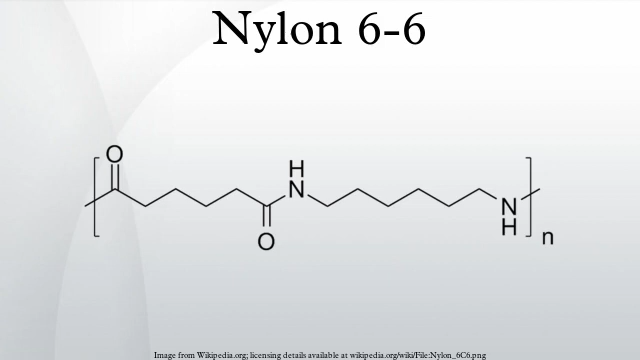 Nylon 6-6
O
H
N
O
N
H
n
Image from Wikipedia.org; licensing details available at wikipedia.org/wiki/File:Nylon_6C6.png